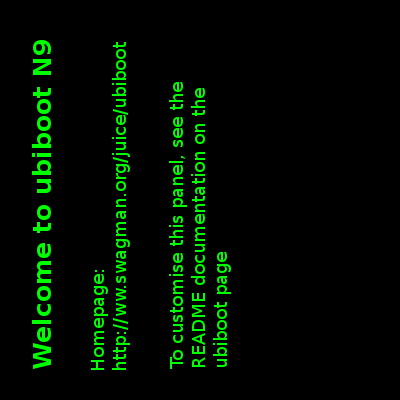 Welcome to ubiboot N9
Homepage:
http://ww.swagman.org/juice/ubiboot
To customise this panel, see the
README documentation on the
ubiboot page